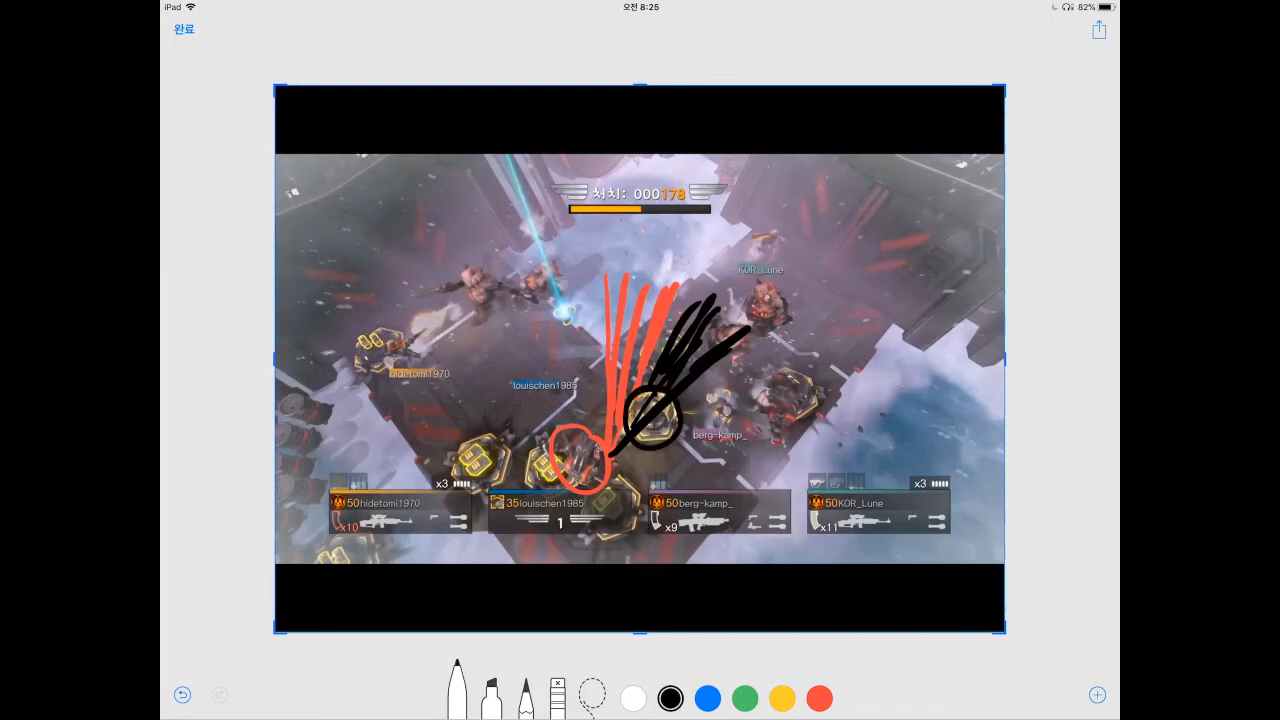 iPad 오전 8:25 82%
완료
처치: 000178
KOR_Lune
hidetomi1970
louischen1985
berg-kamp_
x3 x3
50hidetomi1970 35louischen1985 50berg-kamp_ 50KOR_Lune
x10 1 x9 x11